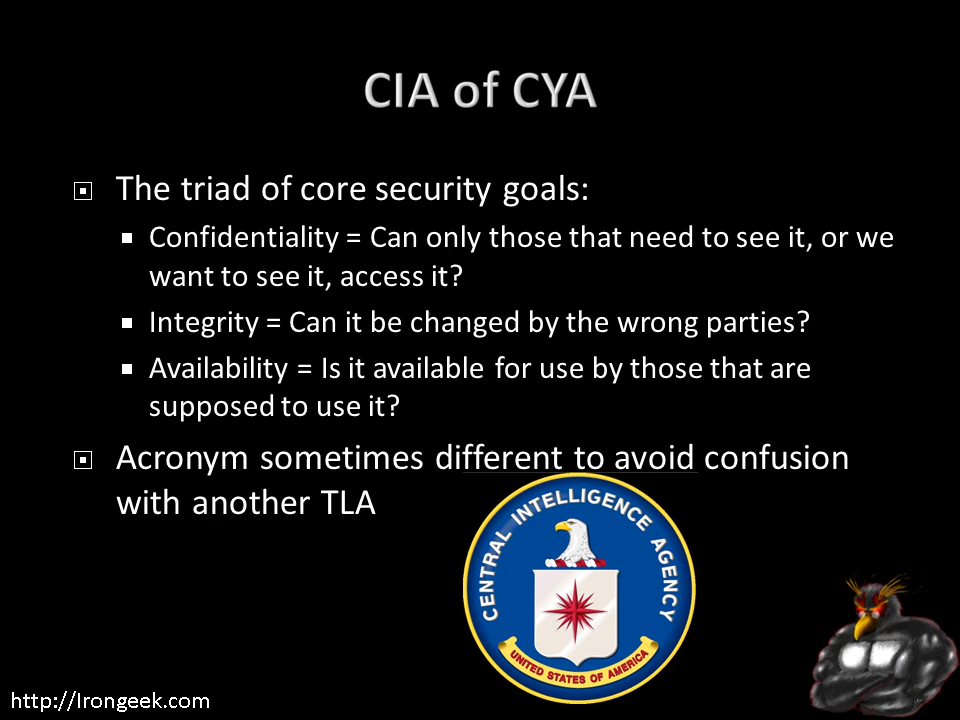 CIA of CYA
The triad of core security goals:
Confidentiality = Can only those that need to see it, or we
want to see it, access it?
Integrity = Can it be changed by the wrong parties?
Availability = Is it available for use by those that are
supposed to use it?
Acronym sometimes different to avoid confusion
with another TLA
CENTRAL INTELLIGENCE AGENCY
UNITED STATES OF AMERICA
http://Irongeek.com